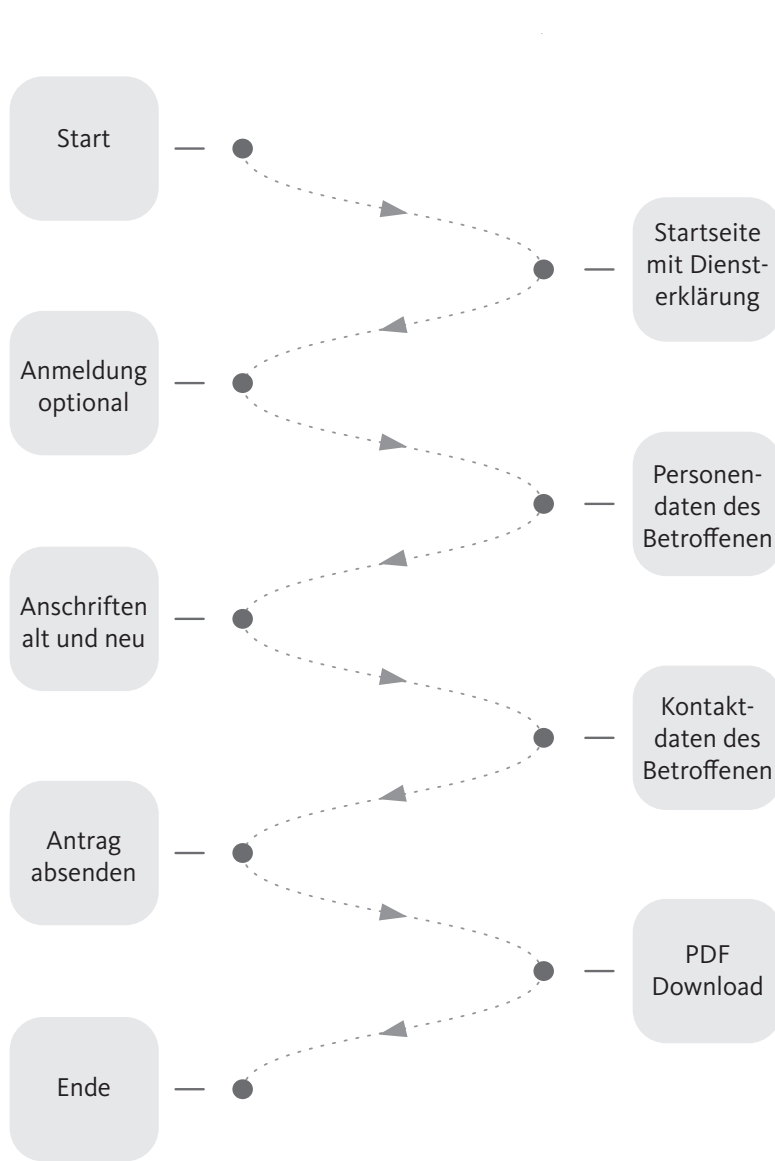 Start
Startseite
mit Dienst-
erklärung
Anmeldung
optional
Personen-
daten des
Betroffenen
Anschriften
alt und neu
Kontakt-
daten des
Betroffenen
Antrag
absenden
PDF
Download
Ende